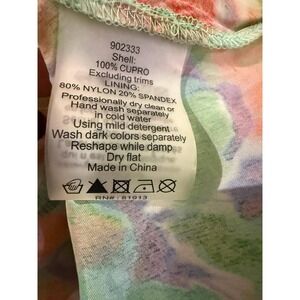 902333
Shell:
100% CUPRO
Excluding trims
LINING:
80% NYLON 20% SPANDEX
Professionally dry clean or
Hand wash separately
in cold water
Using mild detergent
Wash dark colors separately
Reshape while damp
Dry flat
Made in China
RN#: 81913